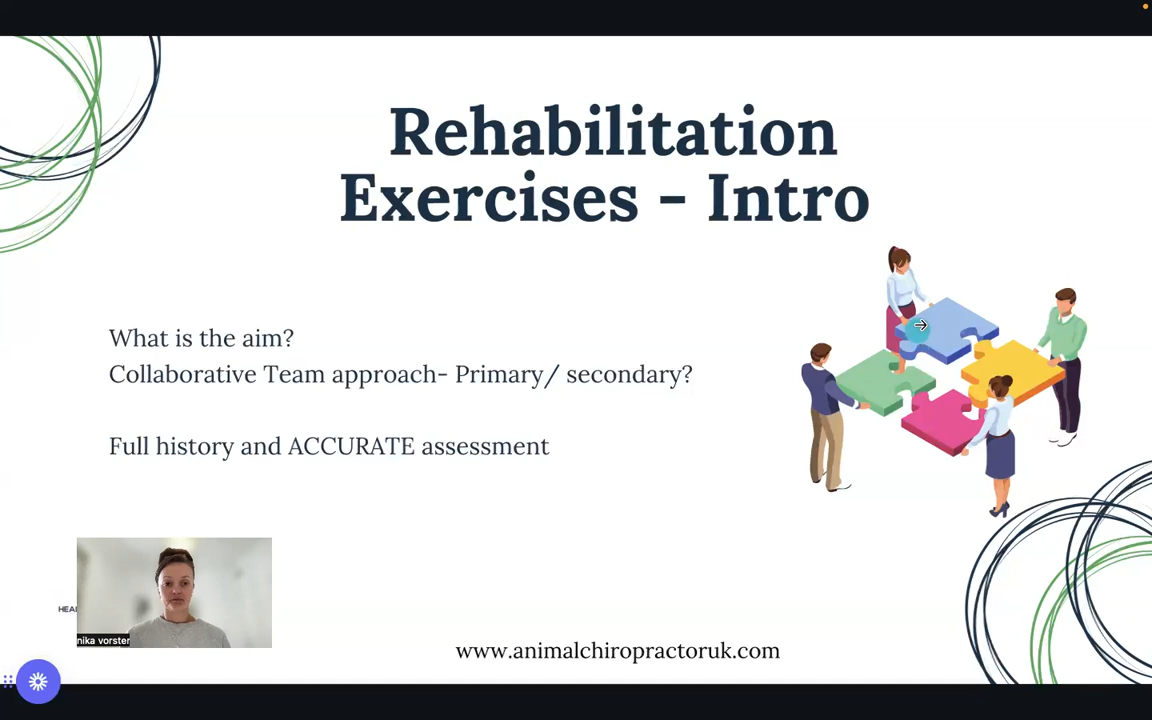 Rehabilitation
Exercises - Intro
What is the aim?
Collaborative Team approach- Primary/ secondary?
Full history and ACCURATE assessment
HEAL
nika vorster
www.animalchiropractoruk.com